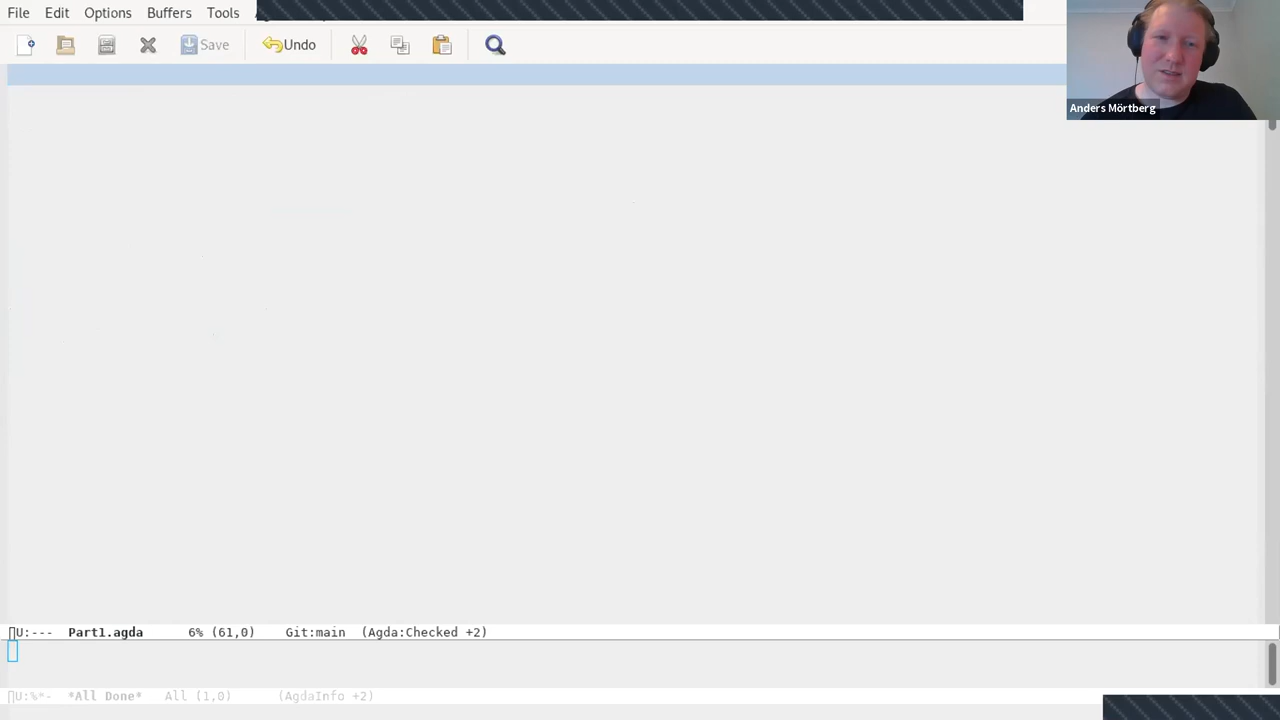 File Edit Options Buffers Tools
Save Undo
Anders Mörtberg
U:--- Part1.agda 6% (61,0) Git:main (Agda:Checked +2)
U:%*- *All Done* All (1,0) (AgdaInfo +2)